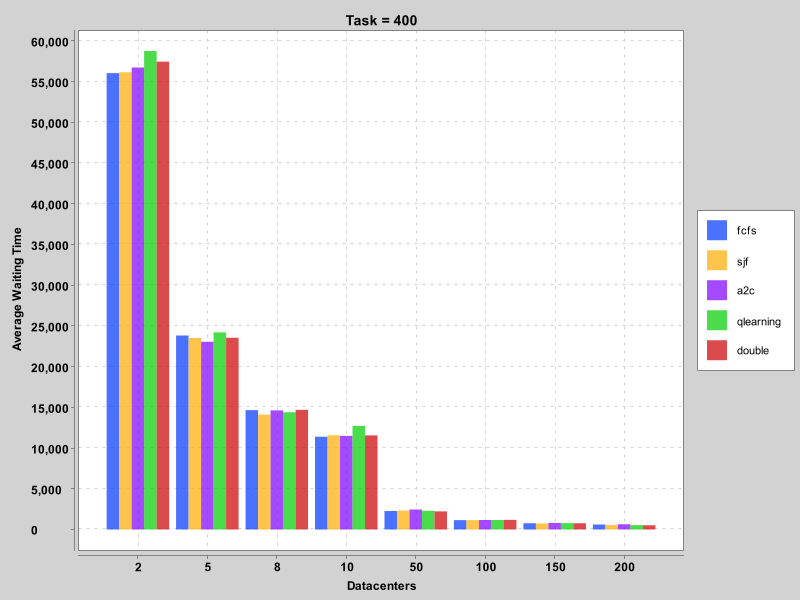 Task = 400
60,000
55,000
50,000
45,000
40,000
35,000
30,000
25,000
20,000
15,000
10,000
5,000
0
Average Waiting Time
2 5 8 10 50 100 150 200
Datacenters
fcfs
sjf
a2c
qlearning
double